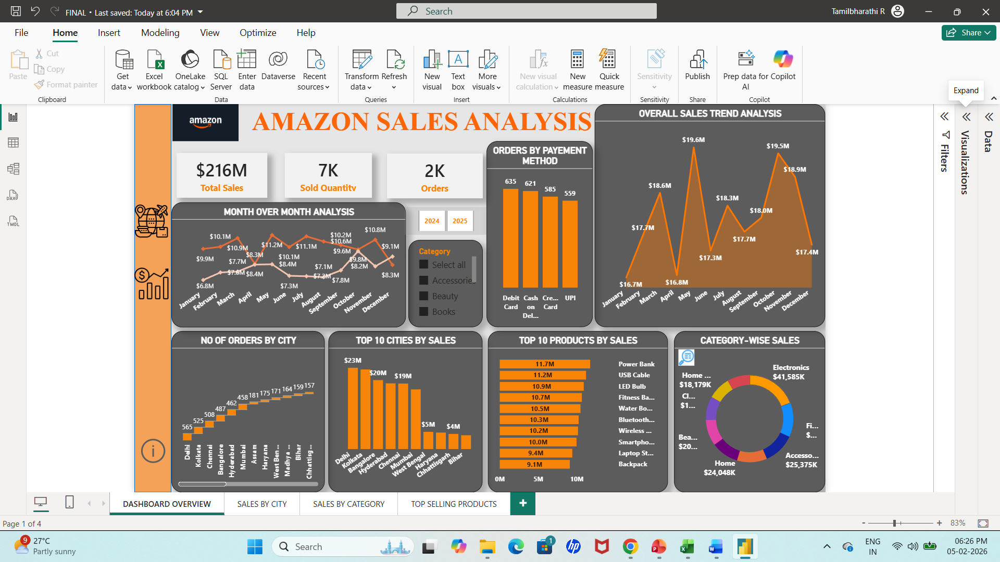 FINAL • Last saved: Today at 6:04 PM
Search
Tamilbharathi R
File Home Insert Modeling View Optimize Help
Share
Paste
Cut
Copy
Format painter
Get data
Excel workbook
OneLake catalog
SQL Server
Enter data
Dataverse
Recent sources
Transform data
Refresh
New visual
Text box
More visuals
New visual calculation
New measure
Quick measure
Sensitivity
Publish
Prep data for AI
Copilot
Clipboard
Data
Queries
Insert
Calculations
Sensitivity
Share
Copilot
Expand
DAX
TMDL
Filters
Visualizations
Data
amazon
AMAZON SALES ANALYSIS
$216M
Total Sales
7K
Sold Quantity
2K
Orders
MONTH OVER MONTH ANALYSIS
$10.8M
$10.1M
$10.2M
$10.6M
$10.9M
$11.2M
$11.1M
$9.1M
$9.6M
$8.3M
$9.9M
$10.1M
$9.8M
$7.7M
$8.4M
$7.1M
$8.2M
$7.6M
$8.4M
$7.2M
$8.3M
$7.8M
$6.8M
$7.3M
January
February
March
April
May
June
July
August
September
October
November
December
2024
2025
Category
Select all
Accessories
Beauty
Books
ORDERS BY PAYEMENT
METHOD
635
621
585
559
Debit Card
Cash on Del...
Cre... Card
UPI
OVERALL SALES TREND ANALYSIS
$19.6M
$19.5M
$18.9M
$18.6M
$18.3M
$18.0M
$17.7M
$17.7M
$17.4M
$17.3M
$16.7M
$16.8M
January
February
March
April
May
June
July
August
September
October
November
December
NO OF ORDERS BY CITY
565
525
508
487
462
458
181
175
171
164
159
157
Delhi
Kolkata
Chennai
Bangalore
Hyderabad
Mumbai
Assam
Haryana
West Ben...
Madhya ...
Bihar
Chhattisg...
TOP 10 CITIES BY SALES
$23M
$20M
$19M
$5M
$4M
Delhi
Kolkata
Bangalore
Hyderabad
Chennai
Mumbai
West Bengal
Haryana
Chhattisgarh
Bihar
TOP 10 PRODUCTS BY SALES
11.7M Power Bank
11.2M USB Cable
10.9M LED Bulb
10.7M Fitness Ba...
10.5M Water Bo...
10.3M Bluetooth...
10.2M Wireless ...
10.0M Smartpho...
9.4M Laptop St...
9.1M Backpack
0M 5M 10M
CATEGORY-WISE SALES
Electronics
$41,585K
Home ...
$18,179K
Cl...
$1...
Fi...
$...
Bea...
$20...
Accesso...
$25,375K
Home
$24,048K
DASHBOARD OVERVIEW
SALES BY CITY
SALES BY CATEGORY
TOP SELLING PRODUCTS
Page 1 of 4
83%
9
27°C
Partly sunny
Search
1
hp
ENG
IN
06:26 PM
05-02-2026